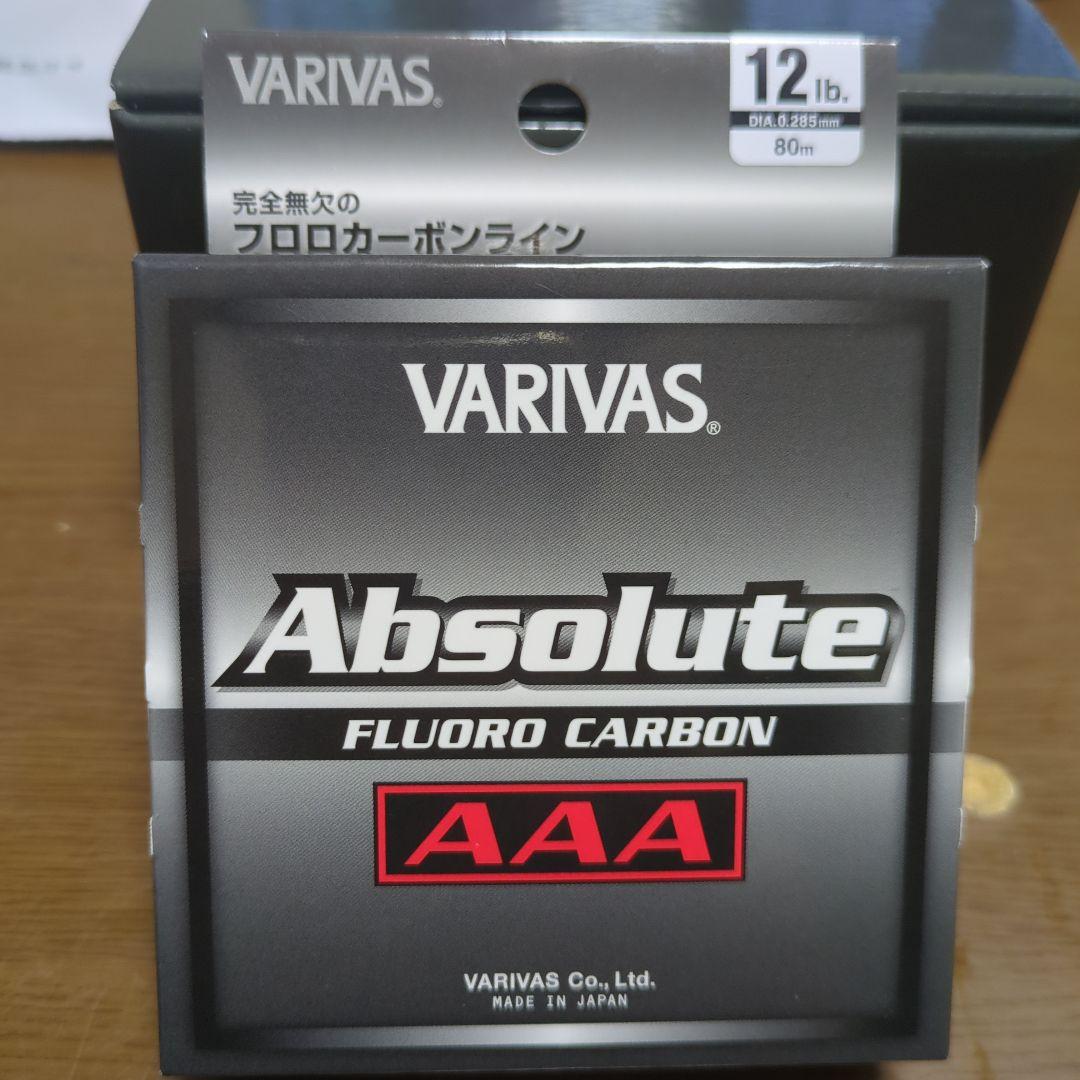 VARIVAS®
12 lb.
DIA.0.285mm
80m
完全無欠の
フロロカーボンライン
VARIVAS®
Absolute
FLUORO CARBON
AAA
VARIVAS Co., Ltd.
MADE IN JAPAN